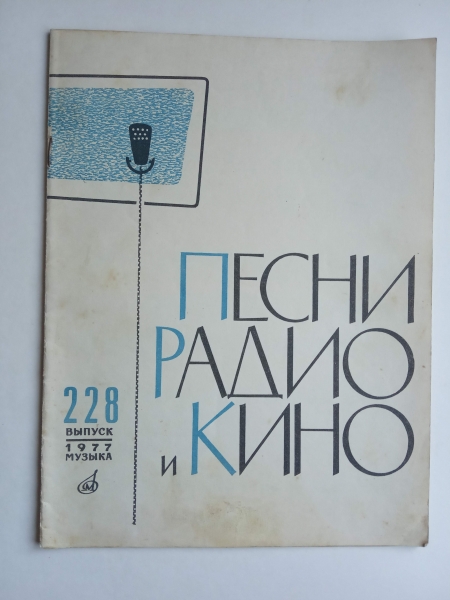 ПЕСНИ
РАДИО
и КИНО
228
ВЫПУСК
1977
МУЗЫКА